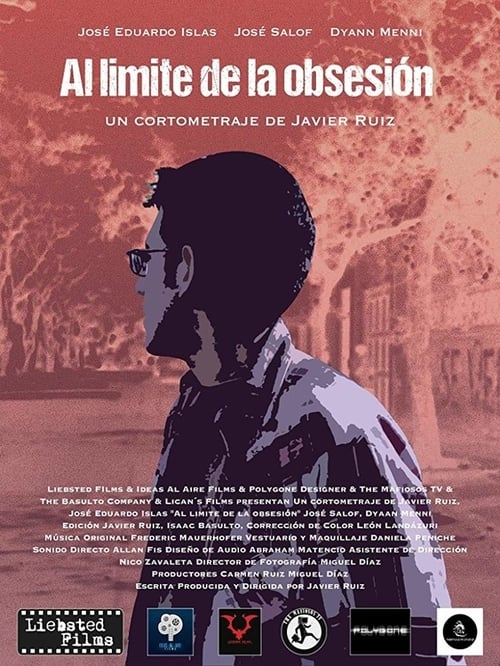 José Eduardo Islas José Salof Dyann Menni
Al limite de la obsesión
un cortometraje de Javier Ruiz
Liebsted Films & Ideas Al Aire Films & Polygone Designer & The Mafiosos TV &
The Basulto Company & Lican´s Films presentan Un cortometraje de Javier Ruiz,
José Eduardo Islas "Al limite de la obsesión" José Salof, Dyaan Menni
Edición Javier Ruiz, Isaac Basulto, Corrección de Color León Landázuri
Música Original Frederic Mauerhofer Vestuario y Maquillaje Daniela Peniche
Sonido Directo Allan Fis Diseño de Audio Abraham Matencio Asistente de Dirección
Nico Zavaleta Director de Fotografía Miguel Díaz
Productores Carmen Ruiz Miguel Díaz
Escrita Producida y Dirigida por Javier Ruiz
Liebsted
Films
The Mafiosos TV
POLYGONE